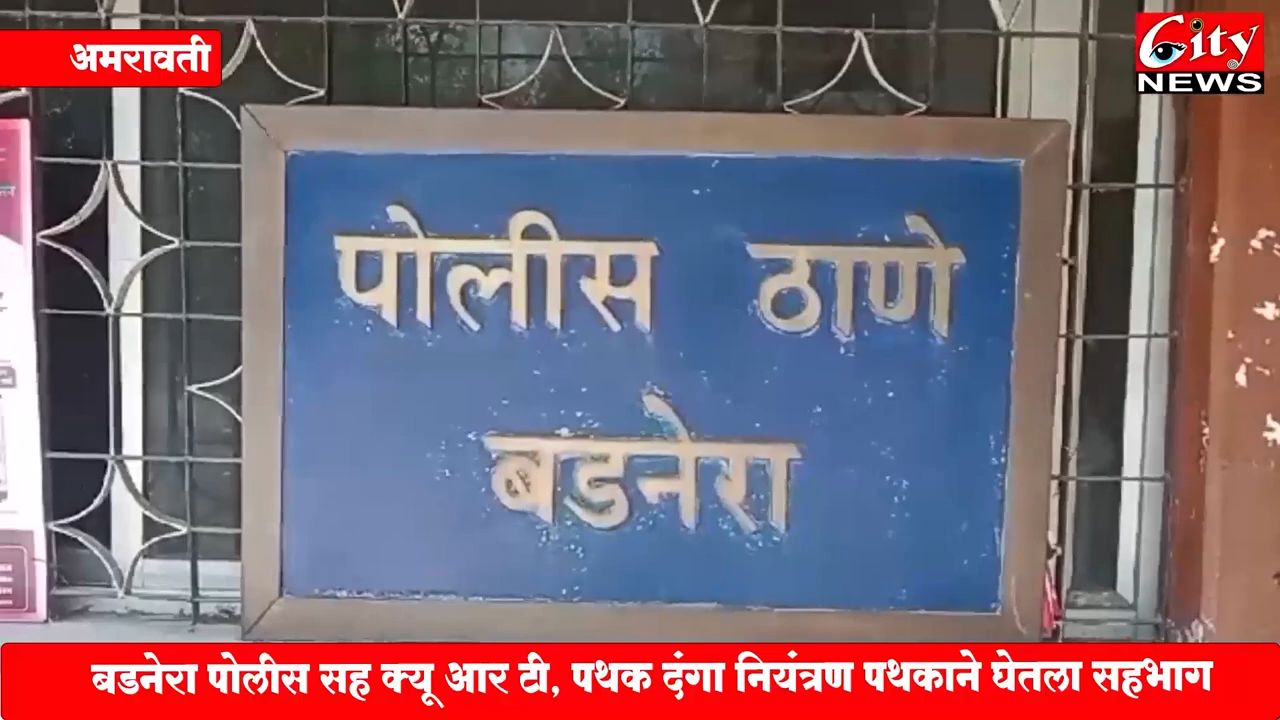 अमरावती
City
NEWS
पोलीस ठाणे
बडनेरा
बडनेरा पोलीस सह क्यू आर टी, पथक दंगा नियंत्रण पथकाने घेतला सहभाग